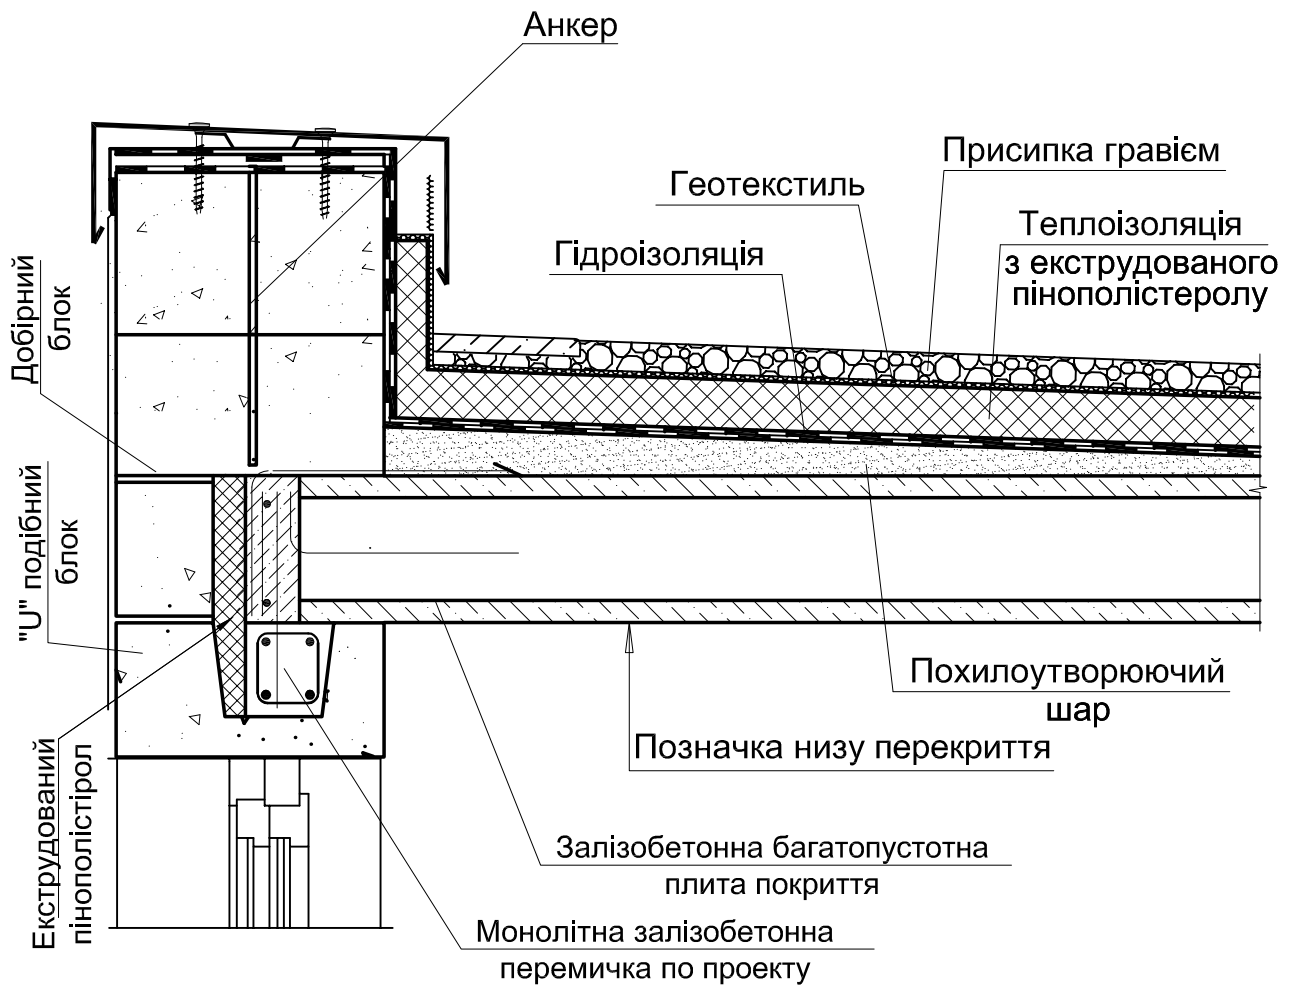 Анкер
Присипка гравієм
Геотекстиль
Теплоізоляція
з екструдованого
пінополістеролу
Гідроізоляція
Добірний
блок
"U" подібний
блок
Похилоутворюючий
шар
Позначка низу перекриття
Екструдований
пінополістірол
Залізобетонна багатопустотна
плита покриття
Монолітна залізобетонна
перемичка по проекту